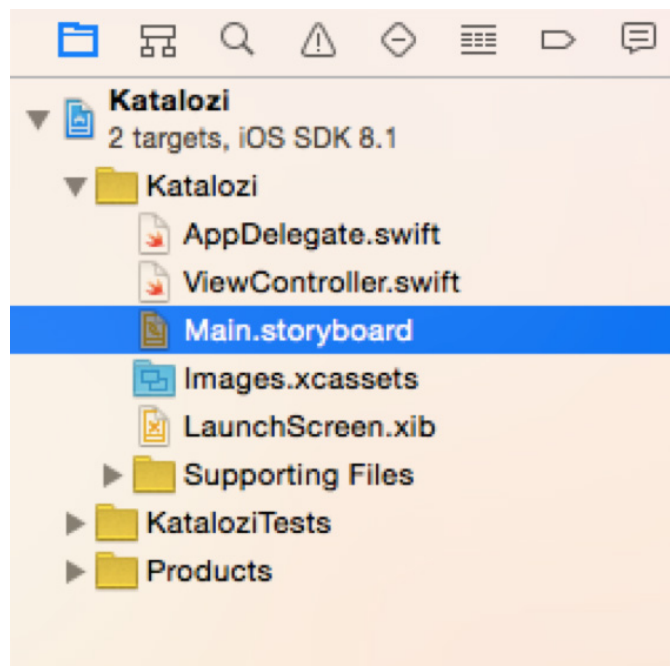 Katalozi
2 targets, iOS SDK 8.1
Katalozi
AppDelegate.swift
ViewController.swift
Main.storyboard
Images.xcassets
LaunchScreen.xib
Supporting Files
KataloziTests
Products